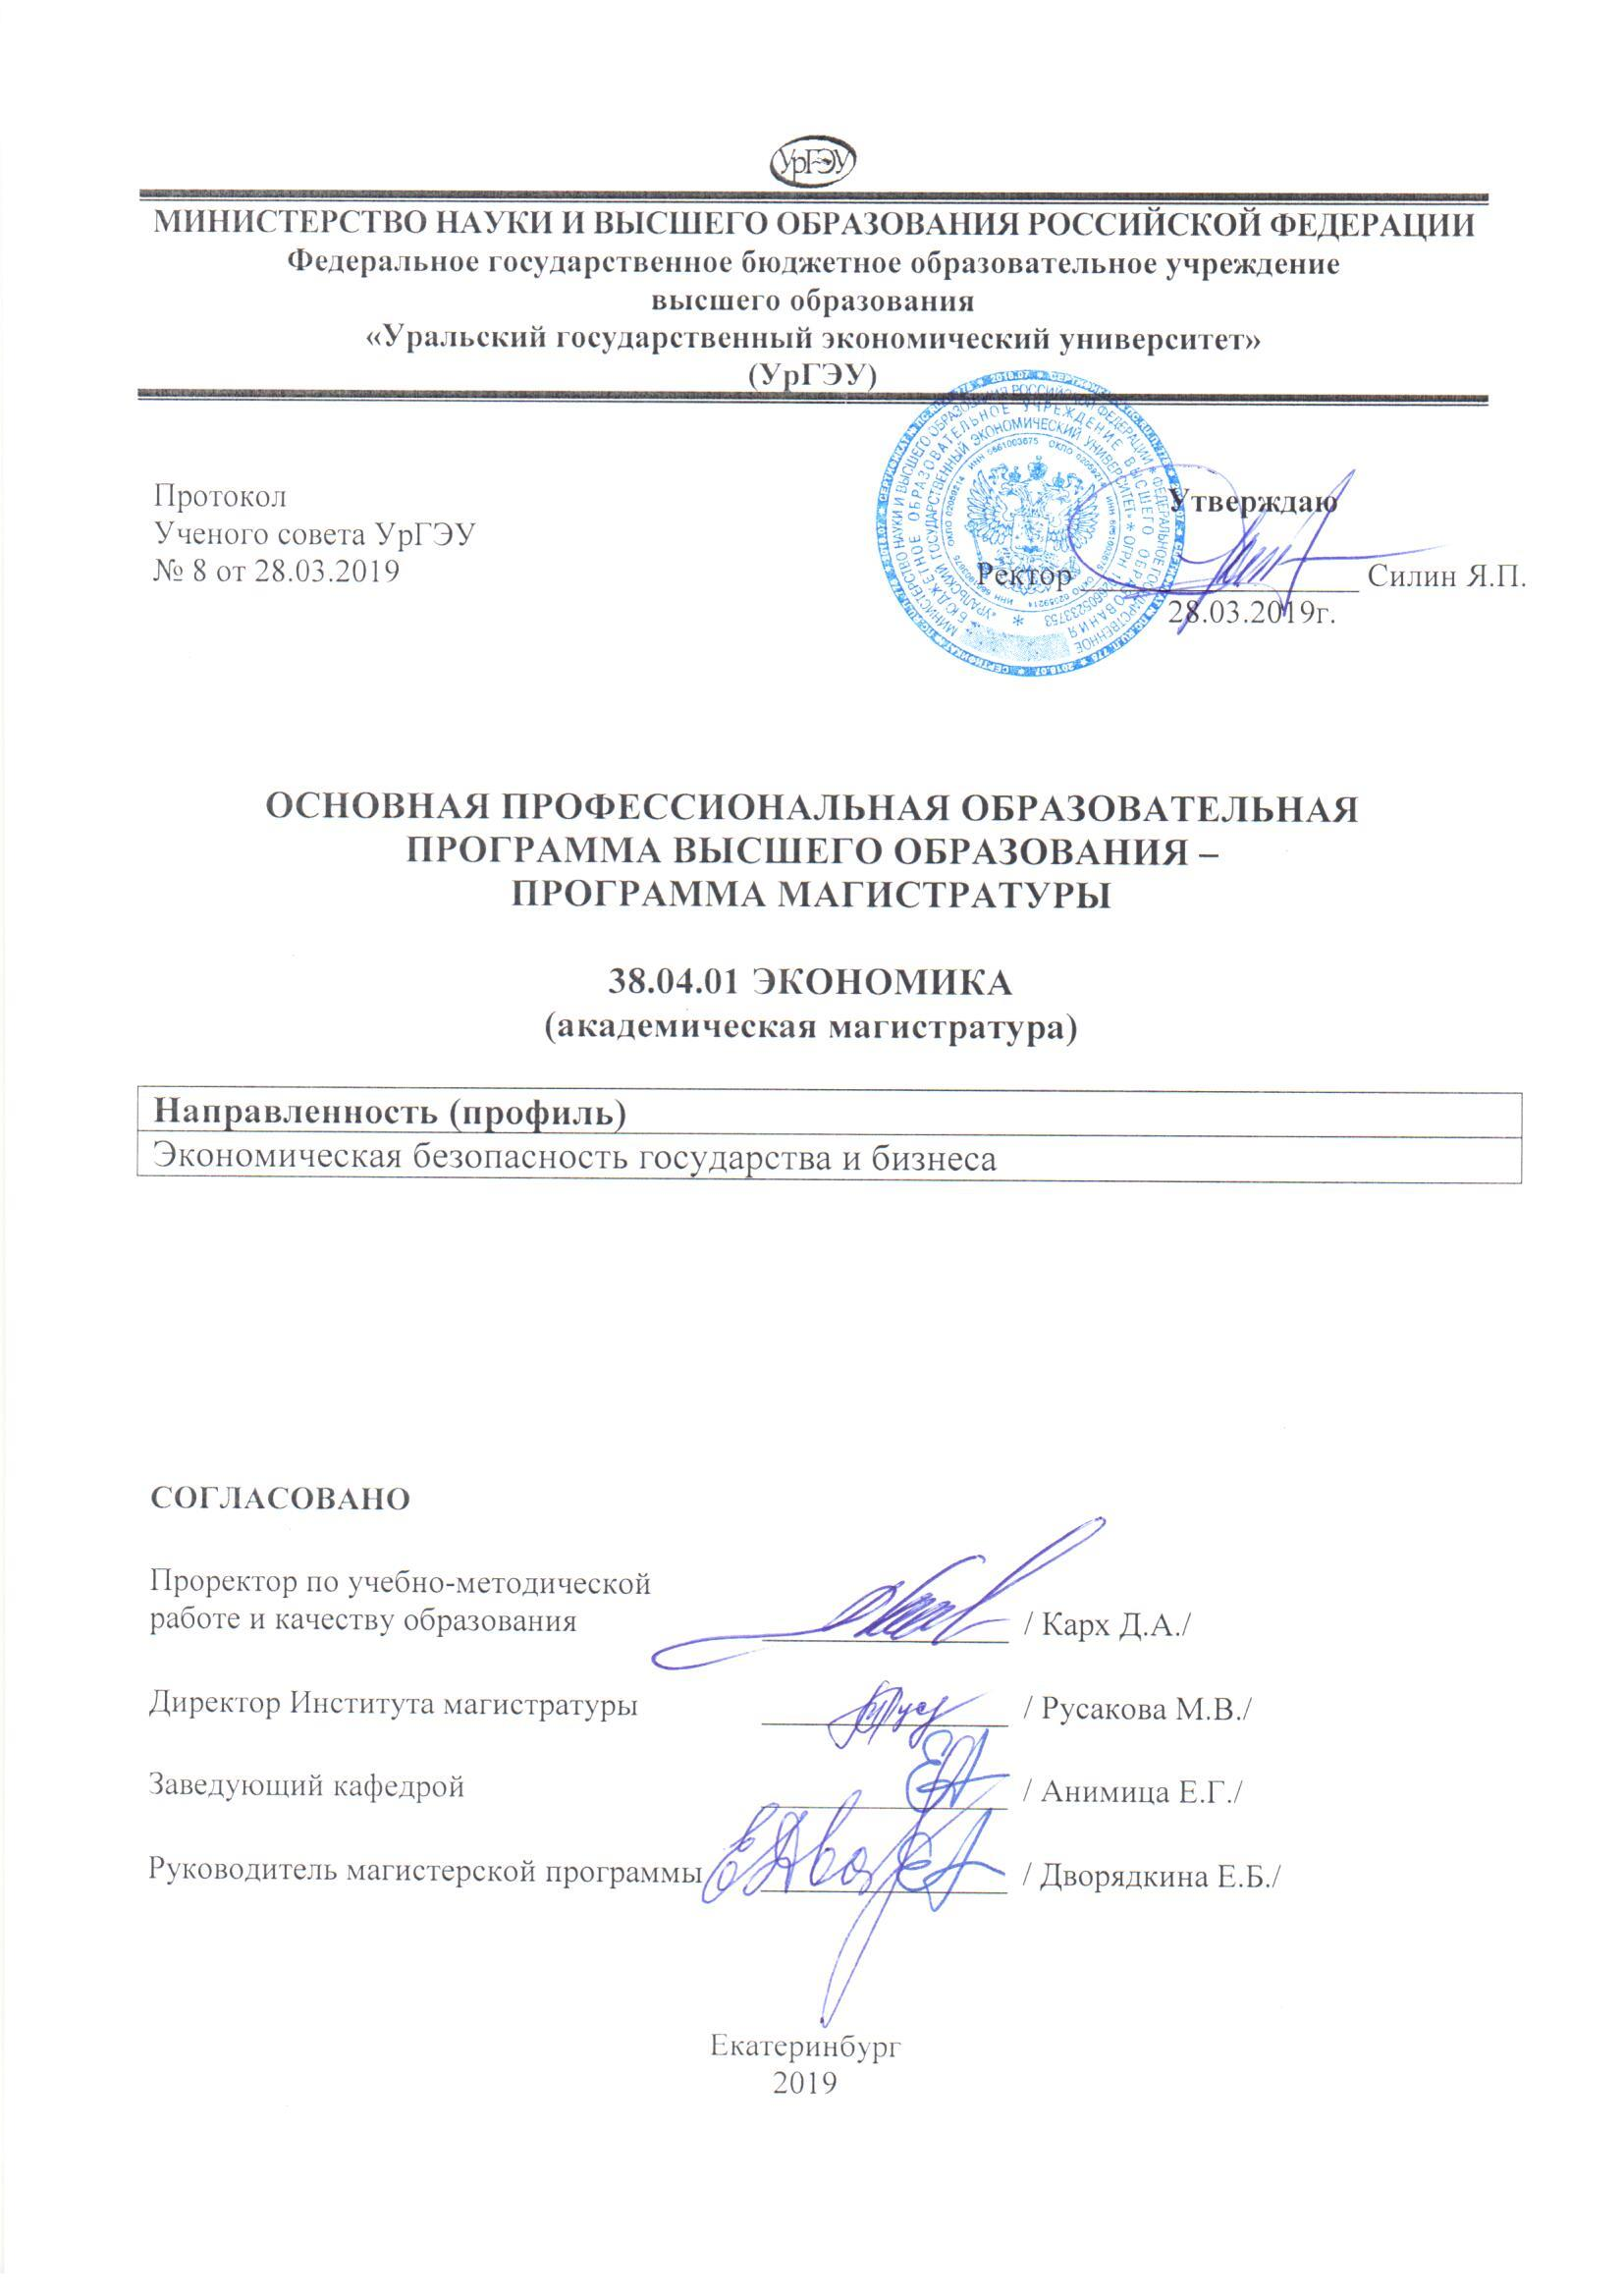 УрГЭУ
МИНИСТЕРСТВО НАУКИ И ВЫСШЕГО ОБРАЗОВАНИЯ РОССИЙСКОЙ ФЕДЕРАЦИИ
Федеральное государственное бюджетное образовательное учреждение
высшего образования
«Уральский государственный экономический университет»
(УрГЭУ)
Протокол
Ученого совета УрГЭУ
№ 8 от 28.03.2019
Утверждаю
Ректор Силин Я.П.
28.03.2019г.
ОСНОВНАЯ ПРОФЕССИОНАЛЬНАЯ ОБРАЗОВАТЕЛЬНАЯ
ПРОГРАММА ВЫСШЕГО ОБРАЗОВАНИЯ –
ПРОГРАММА МАГИСТРАТУРЫ
38.04.01 ЭКОНОМИКА
(академическая магистратура)
Направленность (профиль)
Экономическая безопасность государства и бизнеса
СОГЛАСОВАНО
Проректор по учебно-методической
работе и качеству образования / Карх Д.А./
Директор Института магистратуры / Русакова М.В./
Заведующий кафедрой / Анимица Е.Г./
Руководитель магистерской программы / Дворядкина Е.Б./
Екатеринбург
2019